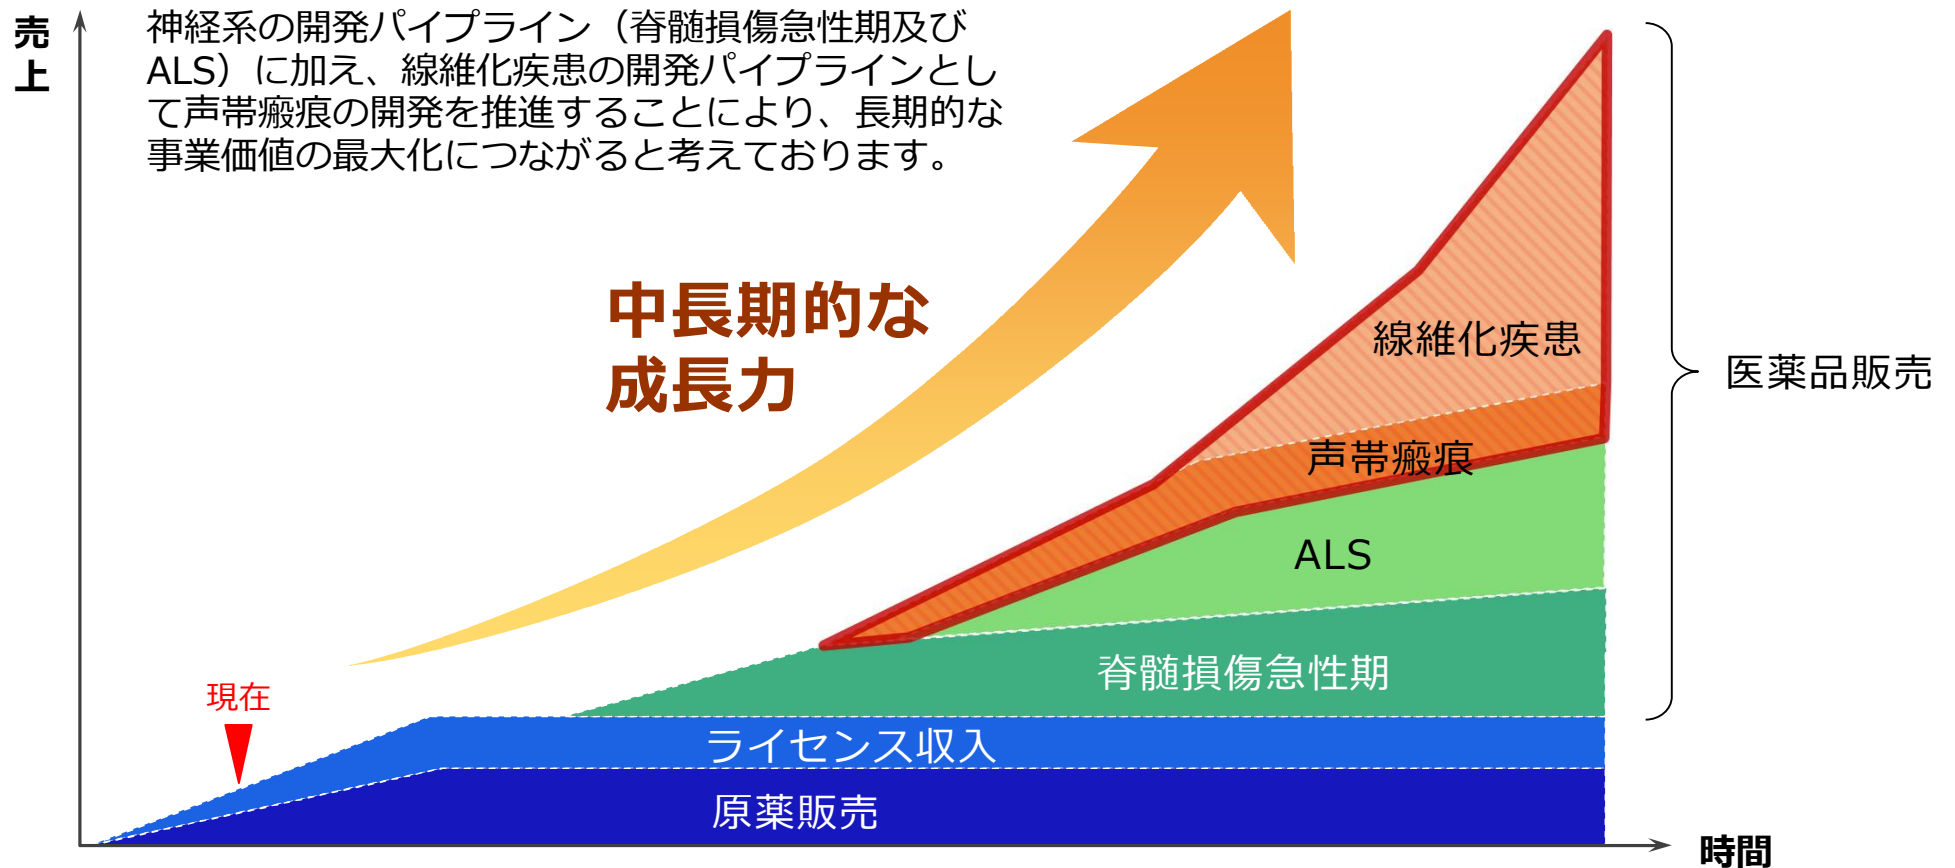 売上
神経系の開発パイプライン（脊髄損傷急性期及び
ALS）に加え、線維化疾患の開発パイプラインとし
て声帯瘢痕の開発を推進することにより、長期的な
事業価値の最大化につながると考えております。
中長期的な
成長力
線維化疾患
医薬品販売
声帯瘢痕
ALS
脊髄損傷急性期
現在
ライセンス収入
原薬販売
時間